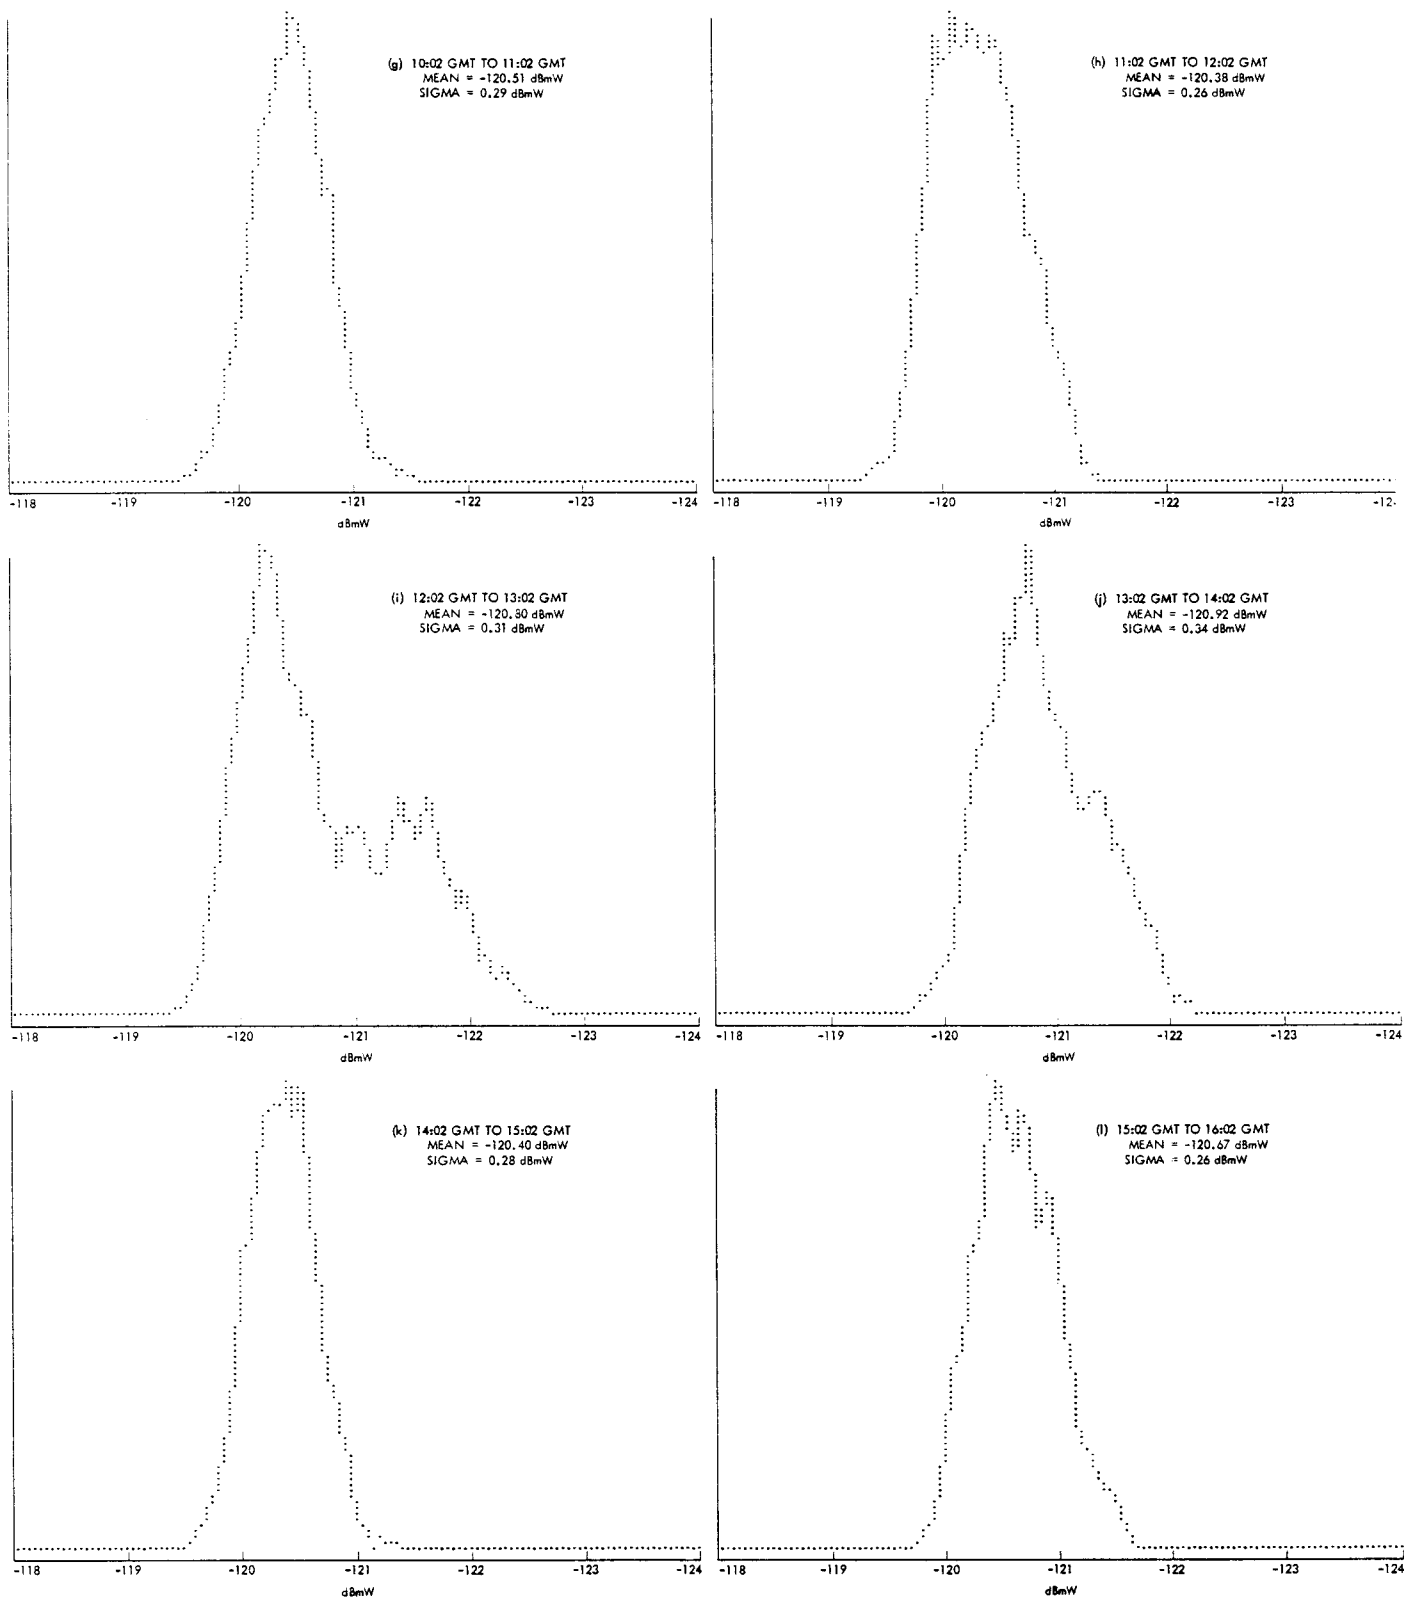 (g) 10:02 GMT TO 11:02 GMT
MEAN = -120.51 dBmW
SIGMA = 0.29 dBmW
-118 -119 -120 -121 -122 -123 -124
dBmW
(h) 11:02 GMT TO 12:02 GMT
MEAN = -120.38 dBmW
SIGMA = 0.26 dBmW
-118 -119 -120 -121 -122 -123 -12-
dBmW
(i) 12:02 GMT TO 13:02 GMT
MEAN = -120.80 dBmW
SIGMA = 0.31 dBmW
-118 -119 -120 -121 -122 -123 -124
dBmW
(j) 13:02 GMT TO 14:02 GMT
MEAN = -120.92 dBmW
SIGMA = 0.34 dBmW
-118 -119 -120 -121 -122 -123 -124
dBmW
(k) 14:02 GMT TO 15:02 GMT
MEAN = -120.40 dBmW
SIGMA = 0.28 dBmW
-118 -119 -120 -121 -122 -123 -124
dBmW
(l) 15:02 GMT TO 16:02 GMT
MEAN = -120.67 dBmW
SIGMA = 0.26 dBmW
-118 -119 -120 -121 -122 -123 -124
dBmW